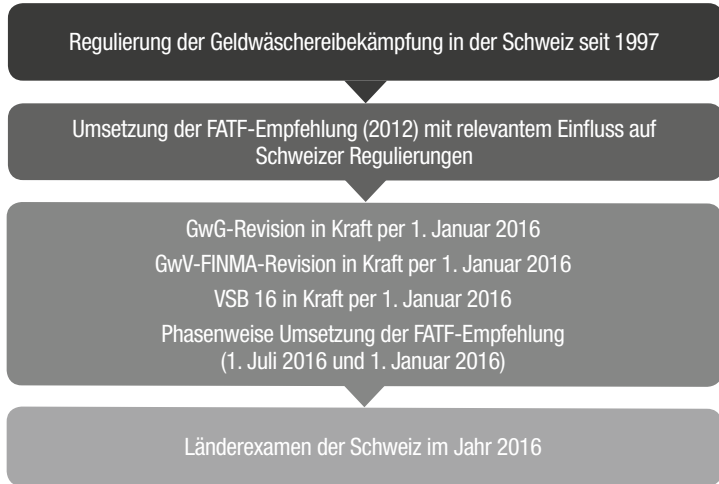 Regulierung der Geldwäschereibekämpfung in der Schweiz seit 1997
Umsetzung der FATF-Empfehlung (2012) mit relevantem Einfluss auf
Schweizer Regulierungen
GwG-Revision in Kraft per 1. Januar 2016
GwV-FINMA-Revision in Kraft per 1. Januar 2016
VSB 16 in Kraft per 1. Januar 2016
Phasenweise Umsetzung der FATF-Empfehlung
(1. Juli 2016 und 1. Januar 2016)
Länderexamen der Schweiz im Jahr 2016